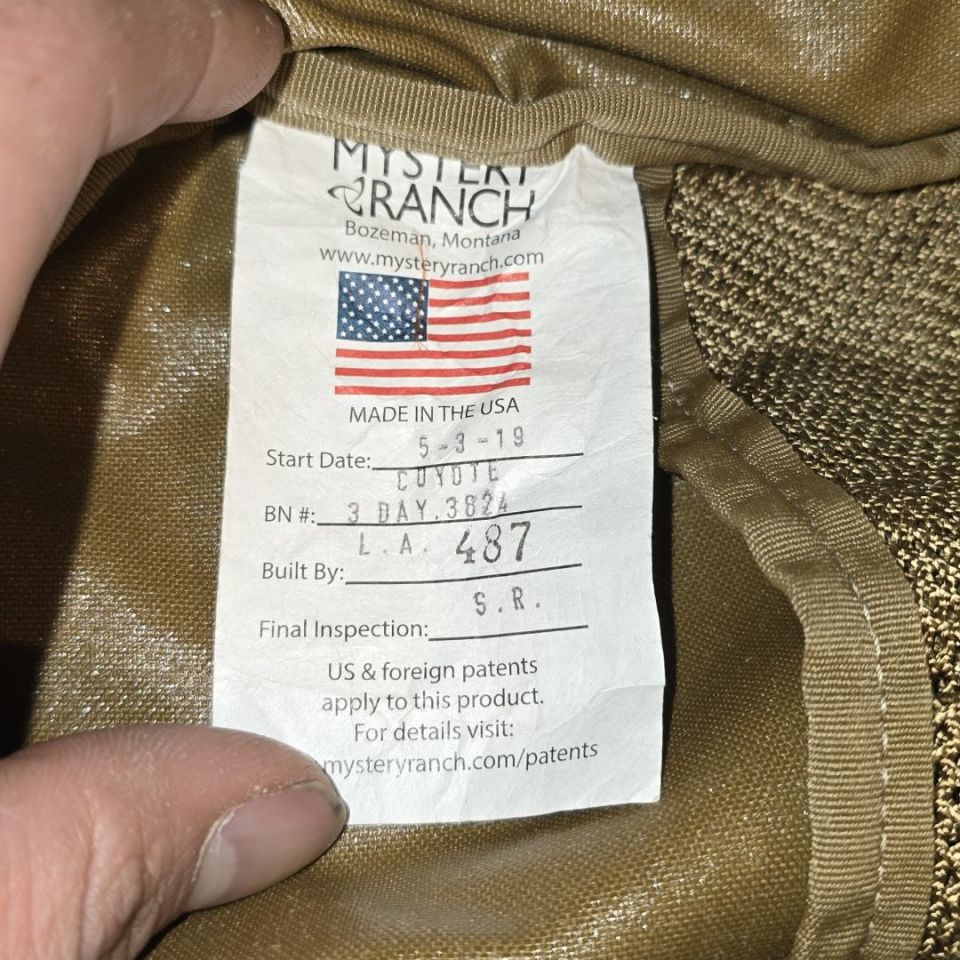 MYSTERY
RANCH
Bozeman, Montana
www.mysteryranch.com
MADE IN THE USA
Start Date: 5-3-19
COYOTE
BN #: 3 DAY.3824
L.A. 487
Built By:
S.R.
Final Inspection:
US & foreign patents
apply to this product.
For details visit:
mysteryranch.com/patents